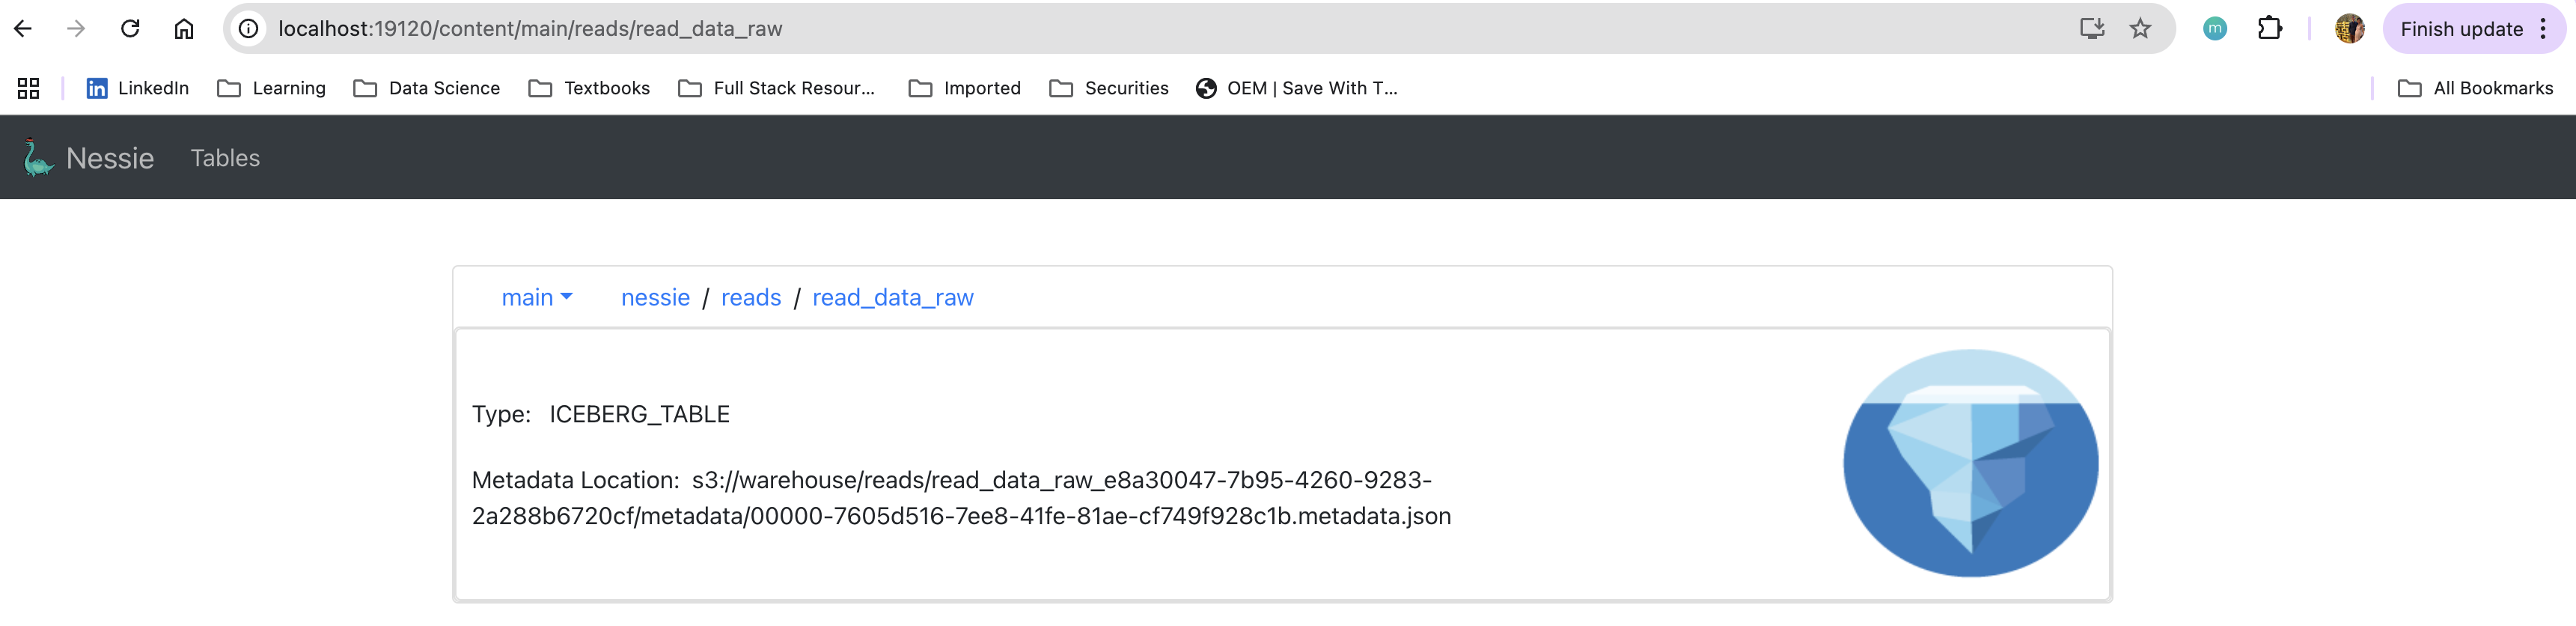 localhost:19120/content/main/reads/read_data_raw
m
Finish update
LinkedIn Learning Data Science Textbooks Full Stack Resour... Imported Securities OEM | Save With T... All Bookmarks
Nessie Tables
main nessie / reads / read_data_raw
Type: ICEBERG_TABLE
Metadata Location: s3://warehouse/reads/read_data_raw_e8a30047-7b95-4260-9283-
2a288b6720cf/metadata/00000-7605d516-7ee8-41fe-81ae-cf749f928c1b.metadata.json